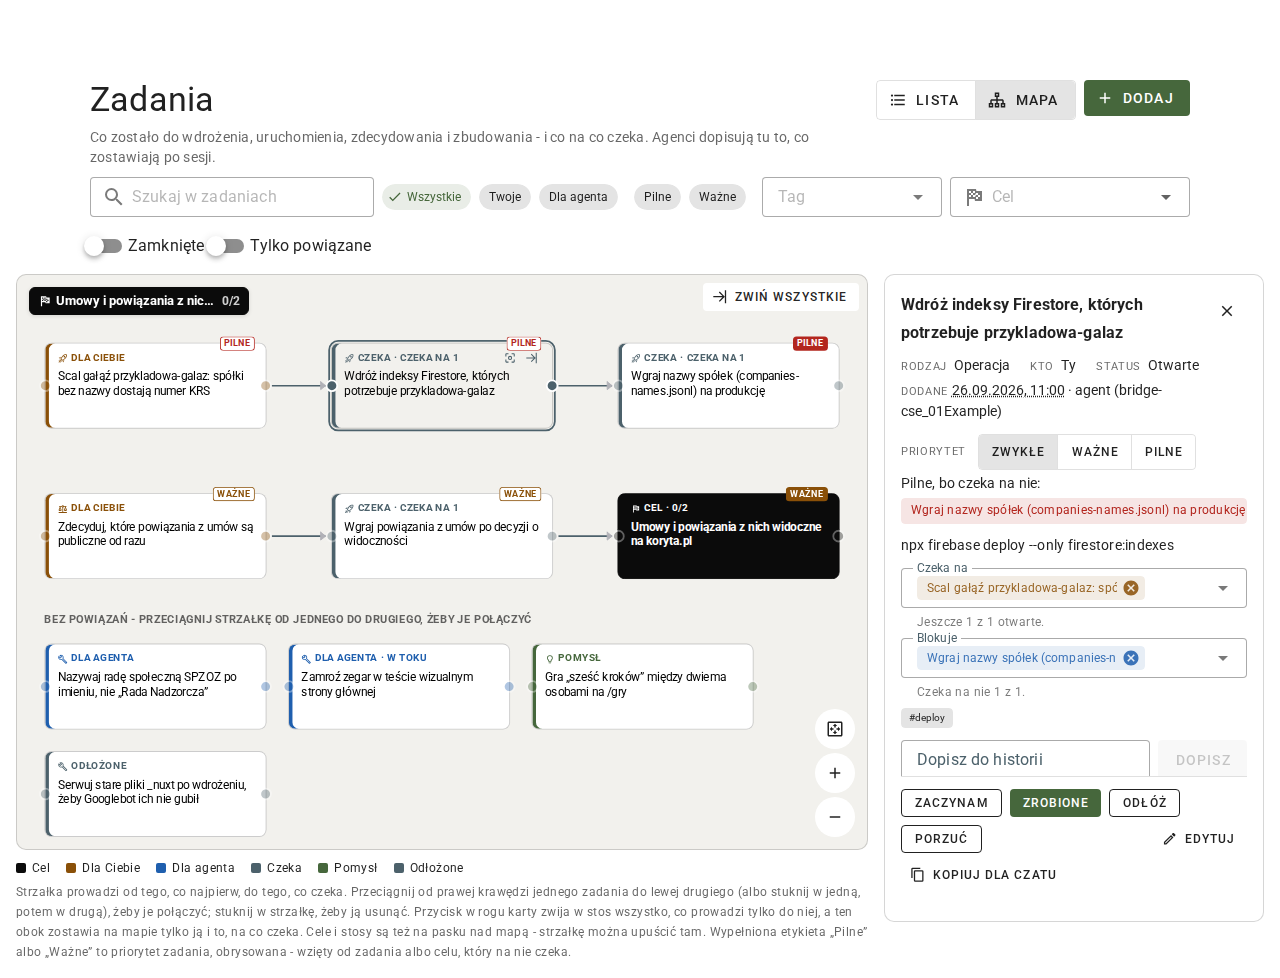 Zadania
LISTA
MAPA
DODAJ
Co zostało do wdrożenia, uruchomienia, zdecydowania i zbudowania - i co na co czeka. Agenci dopisują tu to, co
zostawiają po sesji.
Szukaj w zadaniach
Wszystkie
Twoje
Dla agenta
Pilne
Ważne
Tag
Cel
Zamknięte
Tylko powiązane
Umowy i powiązania z nic... 0/2
ZWIŃ WSZYSTKIE
PILNE
DLA CIEBIE
Scal gałąź przykladowa-galaz: spółki
bez nazwy dostają numer KRS
PILNE
CZEKA · CZEKA NA 1
Wdróż indeksy Firestore, których
potrzebuje przykladowa-galaz
PILNE
CZEKA · CZEKA NA 1
Wgraj nazwy spółek (companies-
names.jsonl) na produkcję
WAŻNE
DLA CIEBIE
Zdecyduj, które powiązania z umów są
publiczne od razu
WAŻNE
CZEKA · CZEKA NA 1
Wgraj powiązania z umów po decyzji o
widoczności
WAŻNE
CEL · 0/2
Umowy i powiązania z nich widoczne
na koryta.pl
BEZ POWIĄZAŃ - PRZECIĄGNIJ STRZAŁKĘ OD JEDNEGO DO DRUGIEGO, ŻEBY JE POŁĄCZYĆ
DLA AGENTA
Nazywaj radę społeczną SPZOZ po
imieniu, nie „Rada Nadzorcza”
DLA AGENTA · W TOKU
Zamroź zegar w teście wizualnym
strony głównej
POMYSŁ
Gra „sześć kroków” między dwiema
osobami na /gry
ODŁOŻONE
Serwuj stare pliki _nuxt po wdrożeniu,
żeby Googlebot ich nie gubił
Cel
Dla Ciebie
Dla agenta
Czeka
Pomysł
Odłożone
Strzałka prowadzi od tego, co najpierw, do tego, co czeka. Przeciągnij od prawej krawędzi jednego zadania do lewej drugiego (albo stuknij w jedną,
potem w drugą), żeby je połączyć; stuknij w strzałkę, żeby ją usunąć. Przycisk w rogu karty zwija w stos wszystko, co prowadzi tylko do niej, a ten
obok zostawia na mapie tylko ją i to, na co czeka. Cele i stosy są też na pasku nad mapą - strzałkę można upuścić tam. Wypełniona etykieta „Pilne”
albo „Ważne” to priorytet zadania, obrysowana - wzięty od zadania albo celu, który na nie czeka.
Wdróż indeksy Firestore, których
potrzebuje przykladowa-galaz
RODZAJ Operacja KTO Ty STATUS Otwarte
DODANE 26.09.2026, 11:00 · agent (bridge-
cse_01Example)
PRIORYTET
ZWYKŁE
WAŻNE
PILNE
Pilne, bo czeka na nie:
Wgraj nazwy spółek (companies-names.jsonl) na produkcję
npx firebase deploy --only firestore:indexes
Czeka na
Scal gałąź przykladowa-galaz: spó
Jeszcze 1 z 1 otwarte.
Blokuje
Wgraj nazwy spółek (companies-n
Czeka na nie 1 z 1.
#deploy
Dopisz do historii
DOPISZ
ZACZYNAM
ZROBIONE
ODŁÓŻ
PORZUĆ
EDYTUJ
KOPIUJ DLA CZATU